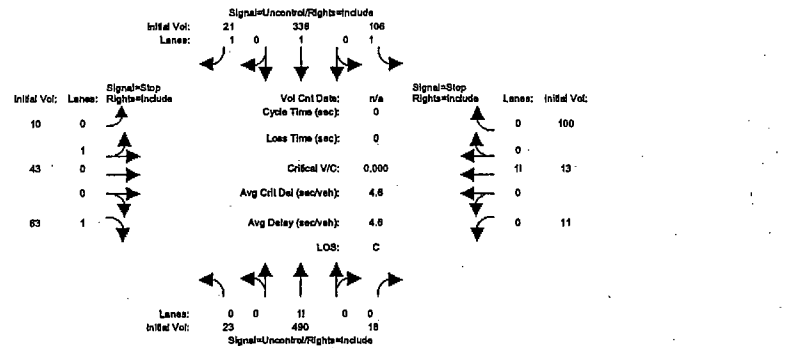 Signal=Uncontrol/Rights=Include
Initial Vol: 21 338 106
Lanes: 1 0 1 0 1
Signal=Stop
Initial Vol: Lanes: Rights=Include
Vol Cnt Date: n/a
Signal=Stop
Rights=Include Lanes: Initial Vol:
Cycle Time (sec): 0
10 0
0 100
Loss Time (sec): 0
1
0
43 0
Critical V/C: 0.000
1! 13
0
Avg Crit Del (sec/veh): 4.6
0
63 1
Avg Delay (sec/veh): 4.6
0 11
LOS: C
Lanes: 0 0 1! 0 0
Initial Vol: 23 490 18
Signal=Uncontrol/Rights=Include